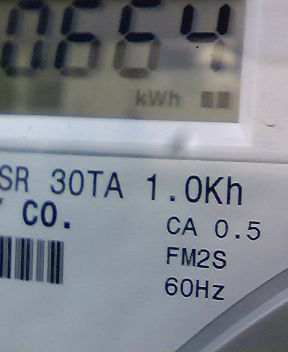 0664
kWh
SR 30TA 1.0Kh
Y CO.
CA 0.5
FM2S
60Hz